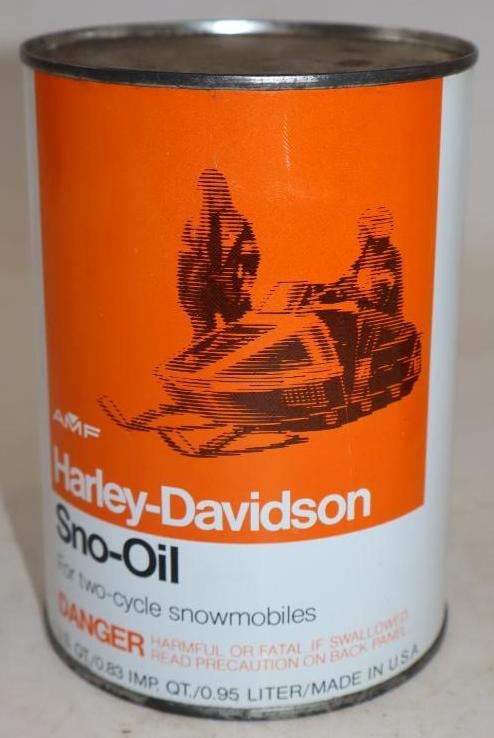 AMF
Harley-Davidson
Sno-Oil
For two-cycle snowmobiles
DANGER HARMFUL OR FATAL IF SWALLOWED.
READ PRECAUTION ON BACK PANEL.
QT./0.83 IMP. QT./0.95 LITER/MADE IN U.S.A.